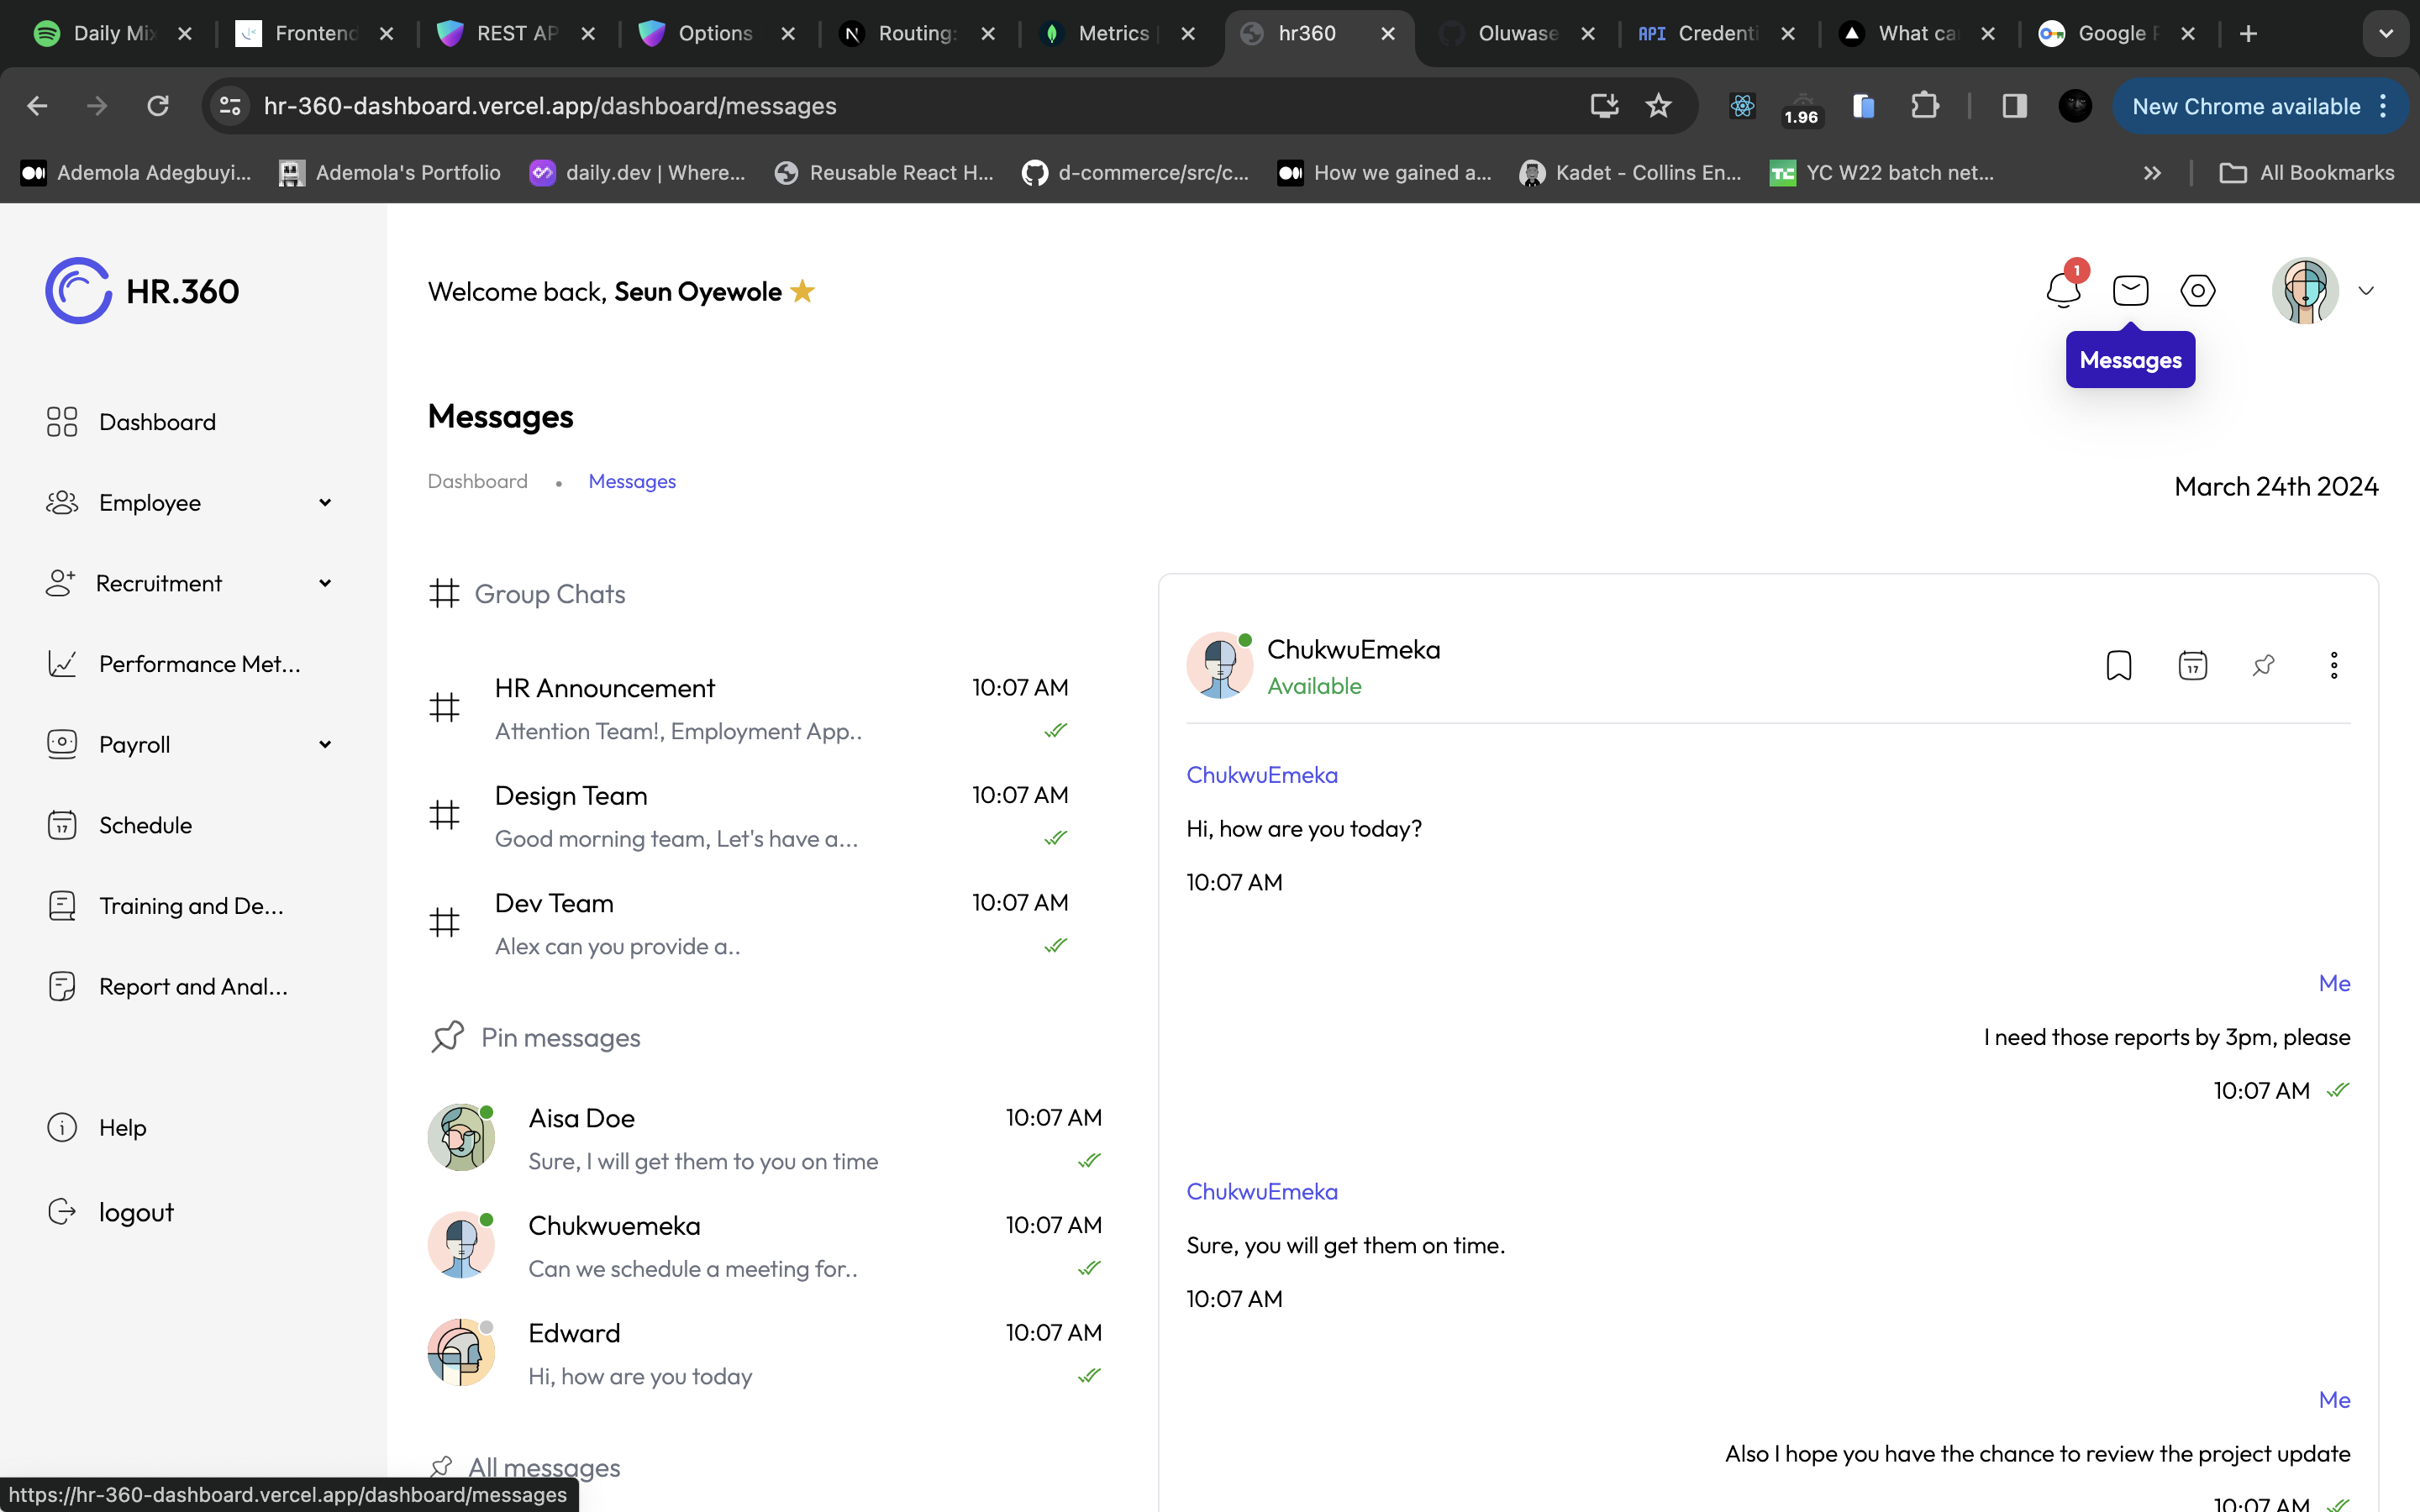 Daily Mix
Frontend
REST AP
Options
Routing:
Metrics
hr360
Oluwase
API Credenti
What ca
Google P
hr-360-dashboard.vercel.app/dashboard/messages
1.96
New Chrome available
Ademola Adegbuyi...
Ademola's Portfolio
daily.dev | Where...
Reusable React H...
d-commerce/src/c...
How we gained a...
Kadet - Collins En...
YC W22 batch net...
All Bookmarks
HR.360
Welcome back, Seun Oyewole
1
Messages
Dashboard
Employee
Recruitment
Performance Met...
Payroll
Schedule
17
Training and De...
Report and Anal...
Help
logout
Messages
Dashboard • Messages
March 24th 2024
Group Chats
HR Announcement 10:07 AM
Attention Team!, Employment App..
Design Team 10:07 AM
Good morning team, Let's have a...
Dev Team 10:07 AM
Alex can you provide a..
Pin messages
Aisa Doe 10:07 AM
Sure, I will get them to you on time
Chukwuemeka 10:07 AM
Can we schedule a meeting for..
Edward 10:07 AM
Hi, how are you today
All messages
ChukwuEmeka
Available
17
ChukwuEmeka
Hi, how are you today?
10:07 AM
Me
I need those reports by 3pm, please
10:07 AM
ChukwuEmeka
Sure, you will get them on time.
10:07 AM
Me
Also I hope you have the chance to review the project update
10:07 AM
https://hr-360-dashboard.vercel.app/dashboard/messages